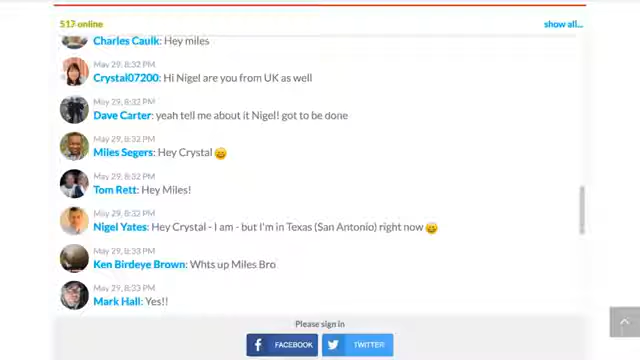 517 online
show all...
Charles Caulk: Hey miles
May 29, 8:32 PM
Crystal07200: Hi Nigel are you from UK as well
May 29, 8:32 PM
Dave Carter: yeah tell me about it Nigel! got to be done
May 29, 8:32 PM
Miles Segers: Hey Crystal 😀
May 29, 8:32 PM
Tom Rett: Hey Miles!
May 29, 8:32 PM
Nigel Yates: Hey Crystal - I am - but I'm in Texas (San Antonio) right now 😇
May 29, 8:33 PM
Ken Birdeye Brown: Whts up Miles Bro
May 29, 8:33 PM
Mark Hall: Yes!!
Please sign in
FACEBOOK
TWITTER